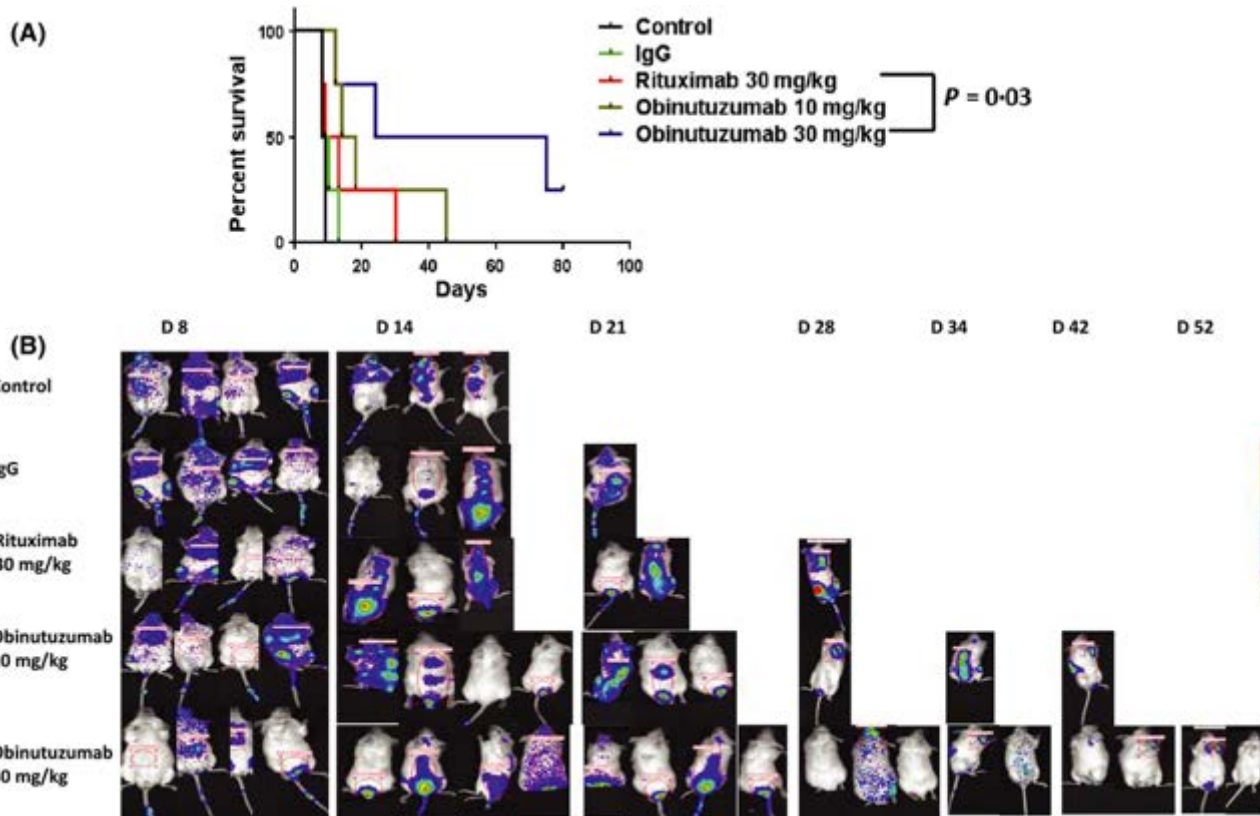 (A)
100
50
0
Percent survival
0 20 40 60 80 100
Days
Control
IgG
Rituximab 30 mg/kg
Obinutuzumab 10 mg/kg
Obinutuzumab 30 mg/kg
P = 0·03
(B)
D 8 D 14 D 21 D 28 D 34 D 42 D 52
Control
IgG
Rituximab
30 mg/kg
Obinutuzumab
0 mg/kg
Obinutuzumab
0 mg/kg